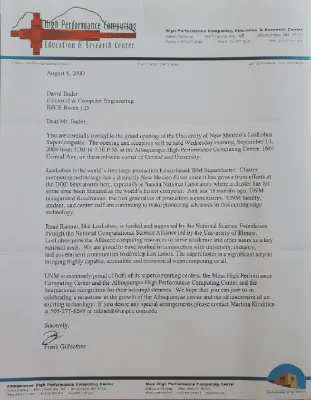 High Performance Computing
Education & Research Center
High Performance Computing, Education & Research Center
August 8, 2000
David Bader
Electrical & Computer Engineering
EECE Room 125
Dear Mr. Bader,
You are cordially invited to the grand opening of the University of New Mexico's LosLobos
Supercomputer. The opening and reception will be held Wednesday evening, September 13,
2000 from 5:30 to 7:30 P.M. at the Albuquerque High Performance Computing Center, 1601
Central Ave, on the northwest corner of Central and University.
LosLobos is the world's first large production Linux-based IBM Supercluster. Cluster
computing technology has a distinctly New Mexico flavor since it has grown from efforts at
the DOE laboratories here, especially at Sandia National Laboratory where a cluster has for
some time been featured as the world's fastest computer. And just 18 months ago, UNM
inaugurated Roadrunner, the first generation of production superclusters. UNM faculty,
student, and center staff are continuing to make pioneering advances in this cutting edge
technology.
Road Runner, like LosLobos, is funded and supported by the National Science Foundation
through the National Computational Science Alliance led by the University of Illinois.
LosLobos joins the Alliance computing resources in nine academic and other team as a key
national asset. We are proud to have worked in conjunction with university, industry,
and government communities to develop Los Lobos. The supercluster is a significant step in
bringing highly capable, accessible and economical supercomputing to all.
UNM is extremely proud of both of its supercomputing centers, the Maui High Performance
Computing Center and the Albuquerque High Performance Computing Center and the
international recognition for their accomplishments. We hope that you can join us in
celebrating a milestone in the growth of the Albuquerque center and the advancement of an
exciting technology. If you desire any special arrangements please contact Martina
at 505-277-8249 or
Sincerely,
Frank Gilfeather
Albuquerque High Performance Computing Center
Maui High Performance Computing Center